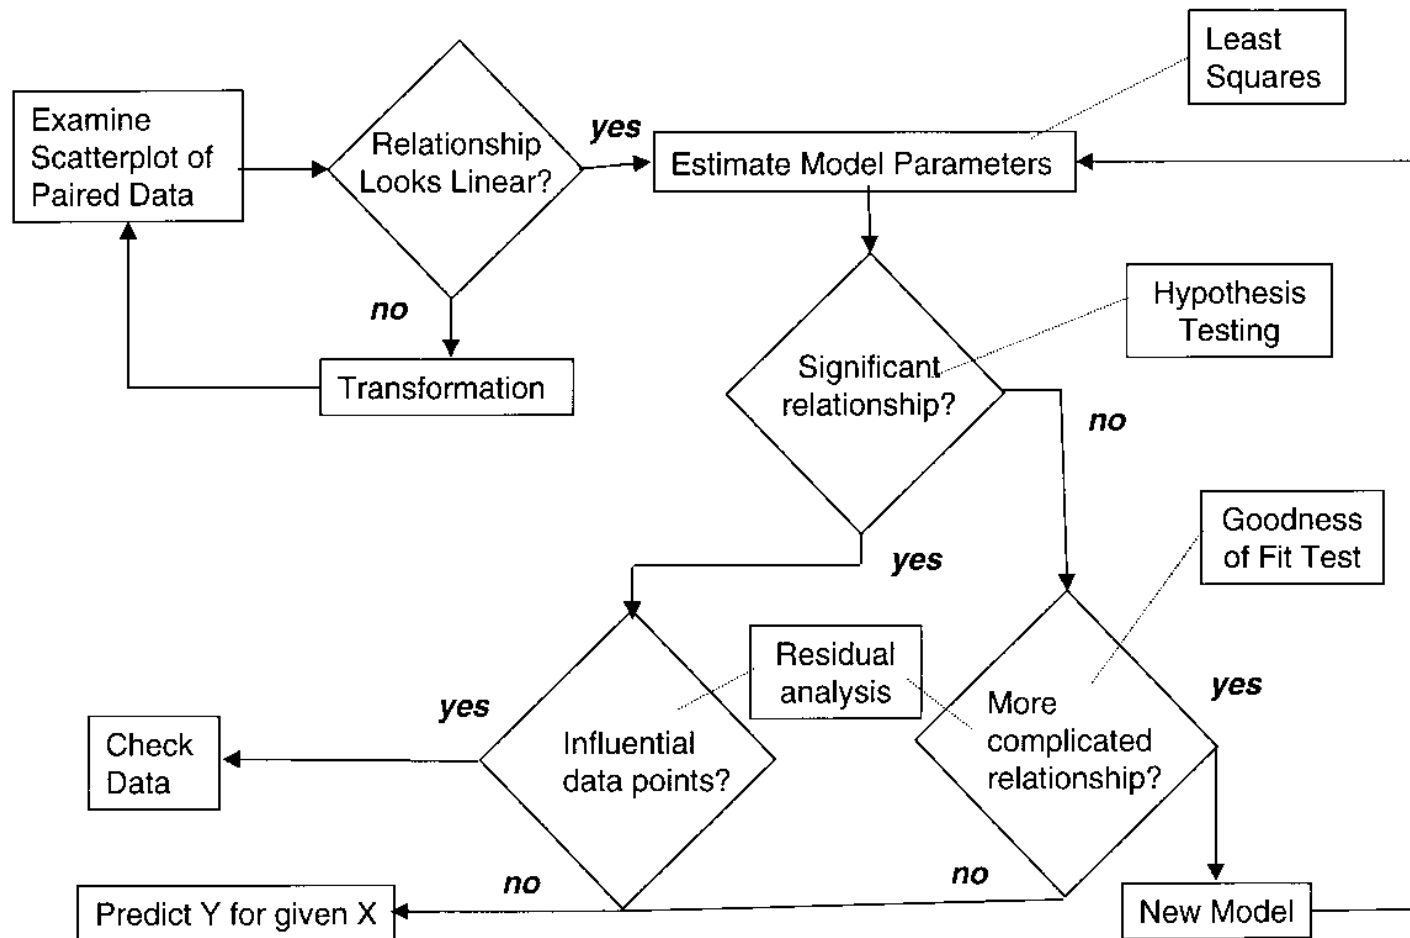 Least
Squares
Examine
Scatterplot of
Paired Data
Relationship
Looks Linear?
yes
Estimate Model Parameters
no
Transformation
Hypothesis
Testing
Significant
relationship?
no
yes
Goodness
of Fit Test
Residual
analysis
yes
Influential
data points?
More
complicated
relationship?
yes
Check
Data
no
no
Predict Y for given X
New Model